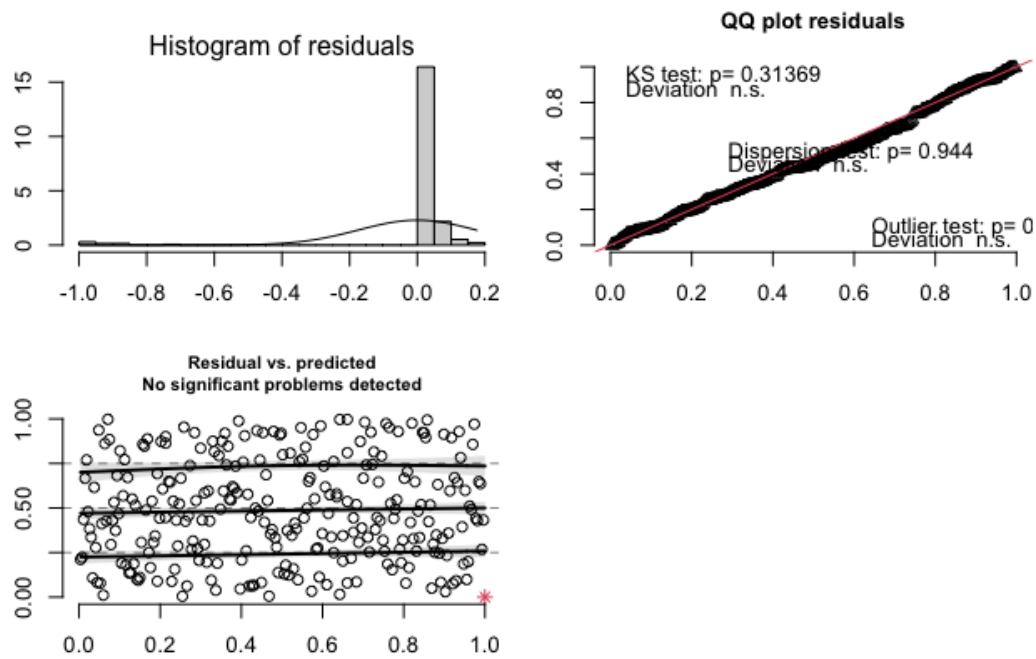 Histogram of residuals
15
10
5
0
-1.0 -0.8 -0.6 -0.4 -0.2 0.0 0.2
QQ plot residuals
KS test: p= 0.31369
Deviation n.s.
Dispersion test: p= 0.944
Deviation n.s.
Outlier test: p= 0
Deviation n.s.
0.8
0.4
0.0
0.0 0.2 0.4 0.6 0.8 1.0
Residual vs. predicted
No significant problems detected
1.00
0.50
0.00
0.0 0.2 0.4 0.6 0.8 1.0